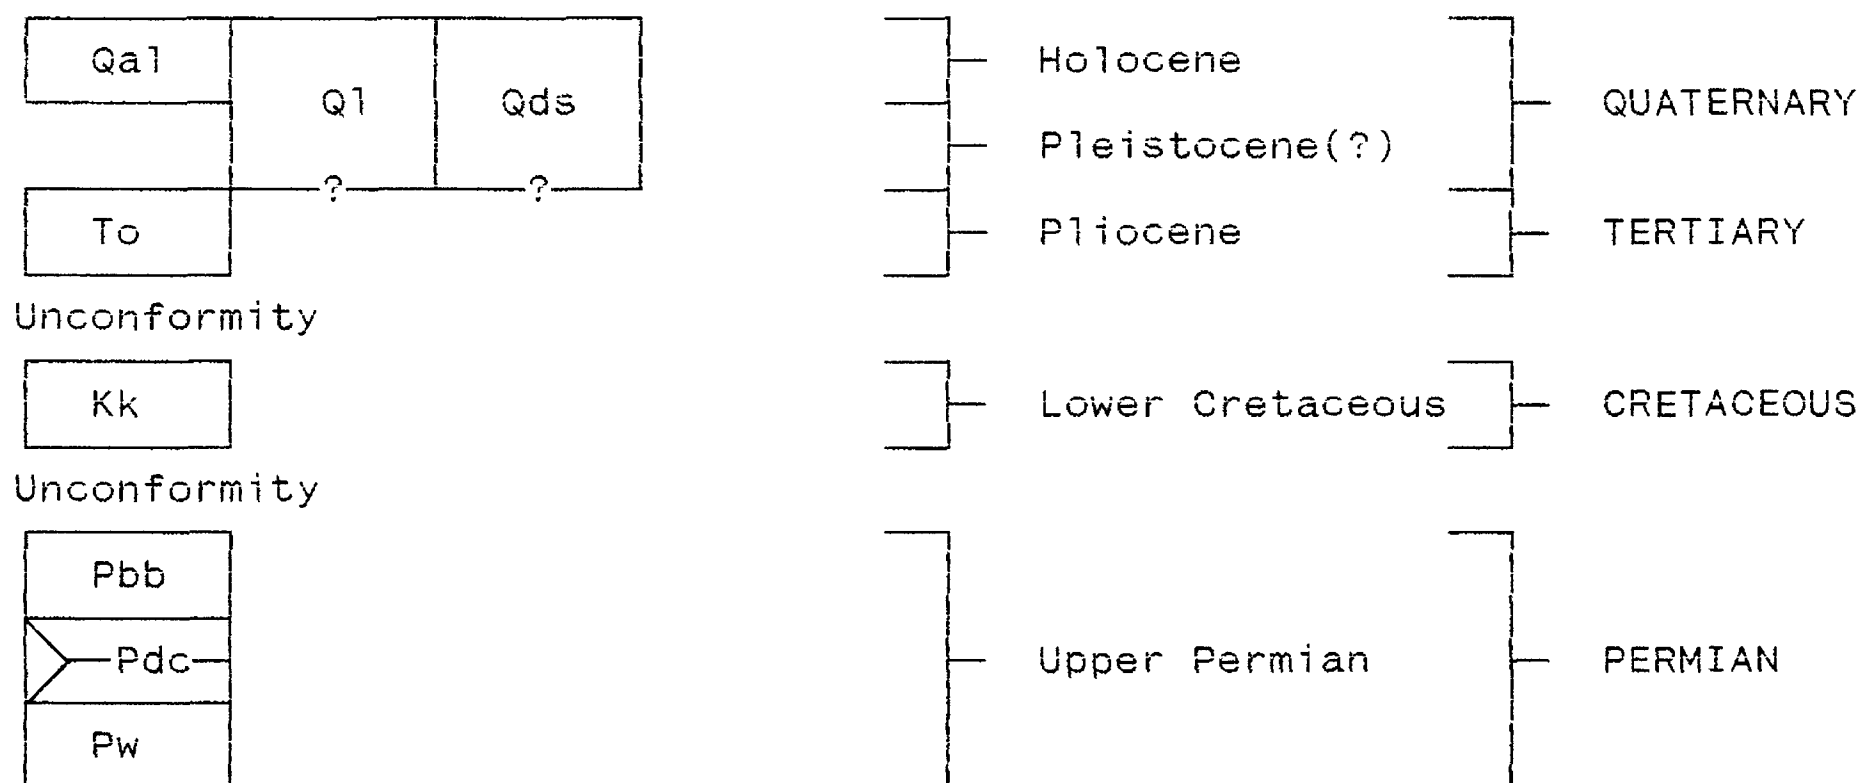 Qal Holocene
Ql Qds QUATERNARY
Pleistocene(?)
? ?
To Pliocene TERTIARY
Unconformity
Kk Lower Cretaceous CRETACEOUS
Unconformity
Pbb
Pdc Upper Permian PERMIAN
Pw